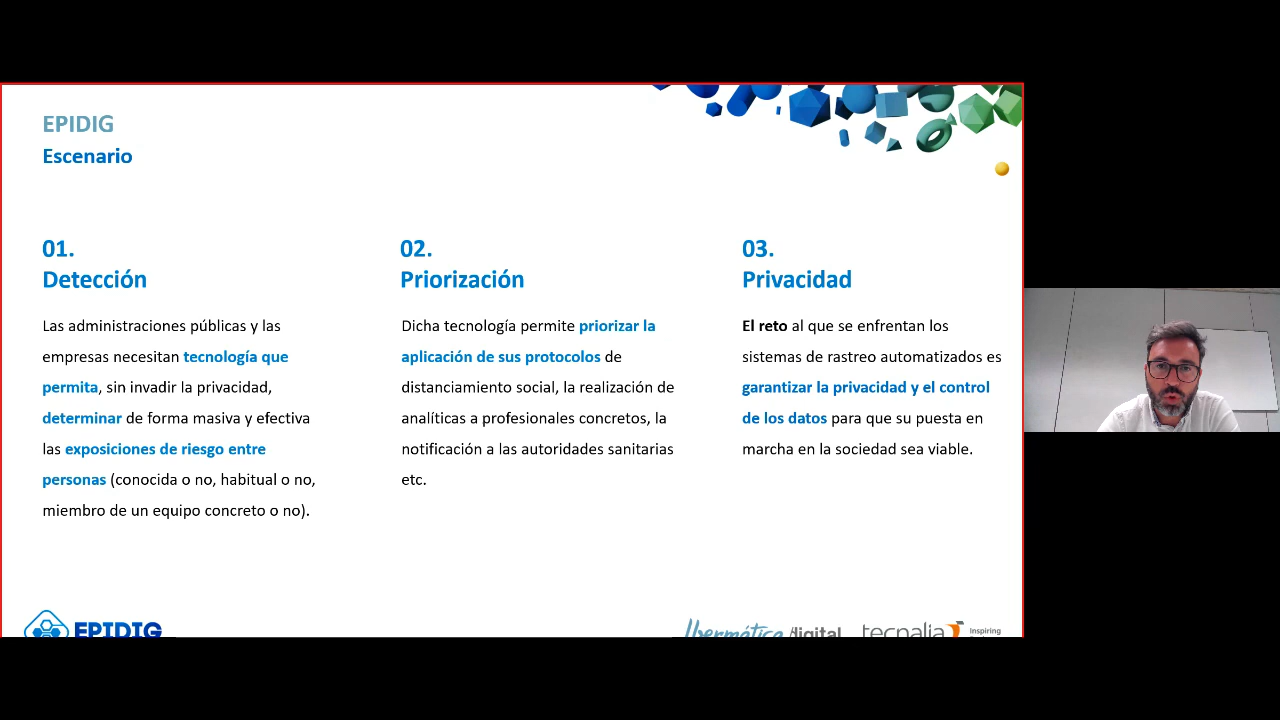 EPIDIG
Escenario
01.
Detección
Las administraciones públicas y las
empresas necesitan tecnología que
permita, sin invadir la privacidad,
determinar de forma masiva y efectiva
las exposiciones de riesgo entre
personas (conocida o no, habitual o no,
miembro de un equipo concreto o no).
02.
Priorización
Dicha tecnología permite priorizar la
aplicación de sus protocolos de
distanciamiento social, la realización de
analíticas a profesionales concretos, la
notificación a las autoridades sanitarias
etc.
03.
Privacidad
El reto al que se enfrentan los
sistemas de rastreo automatizados es
garantizar la privacidad y el control
de los datos para que su puesta en
marcha en la sociedad sea viable.
EPIDIG
Ibermática digital
tecnalia Inspiring